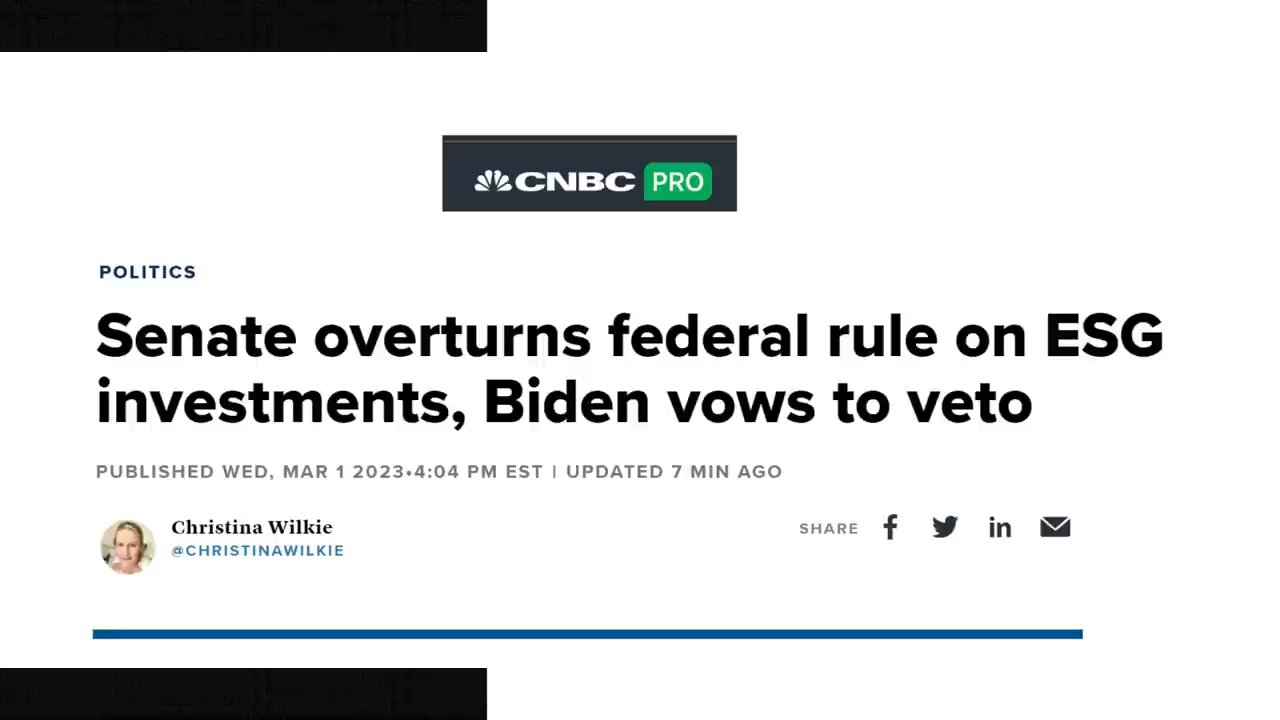 CNBC PRO
POLITICS
Senate overturns federal rule on ESG
investments, Biden vows to veto
PUBLISHED WED, MAR 1 2023•4:04 PM EST | UPDATED 7 MIN AGO
Christina Wilkie
@CHRISTINAWILKIE
SHARE